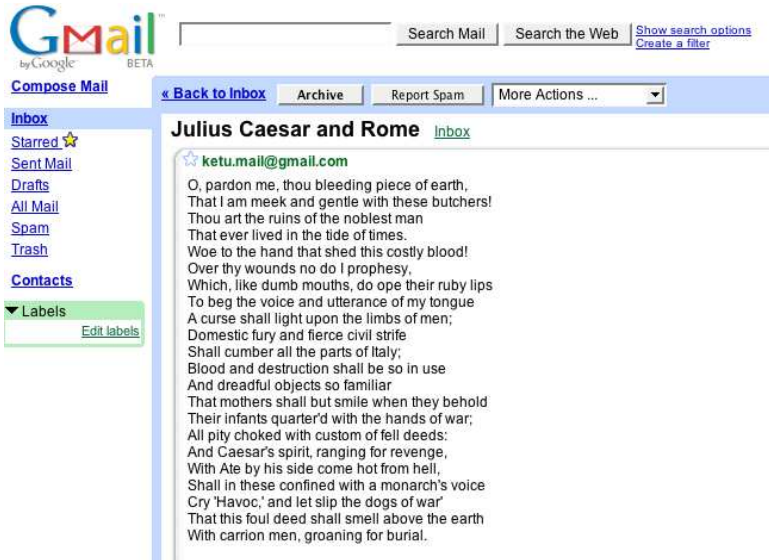 Gmail™
by Google BETA
Search Mail Search the Web Show search options
Create a filter
Compose Mail
Inbox
Starred
Sent Mail
Drafts
All Mail
Spam
Trash
Contacts
Labels
Edit labels
« Back to Inbox Archive Report Spam More Actions ...
Julius Caesar and Rome Inbox
ketu.mail@gmail.com
O, pardon me, thou bleeding piece of earth,
That I am meek and gentle with these butchers!
Thou art the ruins of the noblest man
That ever lived in the tide of times.
Woe to the hand that shed this costly blood!
Over thy wounds no do I prophesy,
Which, like dumb mouths, do ope their ruby lips
To beg the voice and utterance of my tongue
A curse shall light upon the limbs of men;
Domestic fury and fierce civil strife
Shall cumber all the parts of Italy;
Blood and destruction shall be so in use
And dreadful objects so familiar
That mothers shall but smile when they behold
Their infants quarter'd with the hands of war;
All pity choked with custom of fell deeds:
And Caesar's spirit, ranging for revenge,
With Ate by his side come hot from hell,
Shall in these confined with a monarch's voice
Cry 'Havoc,' and let slip the dogs of war'
That this foul deed shall smell above the earth
With carrion men, groaning for burial.